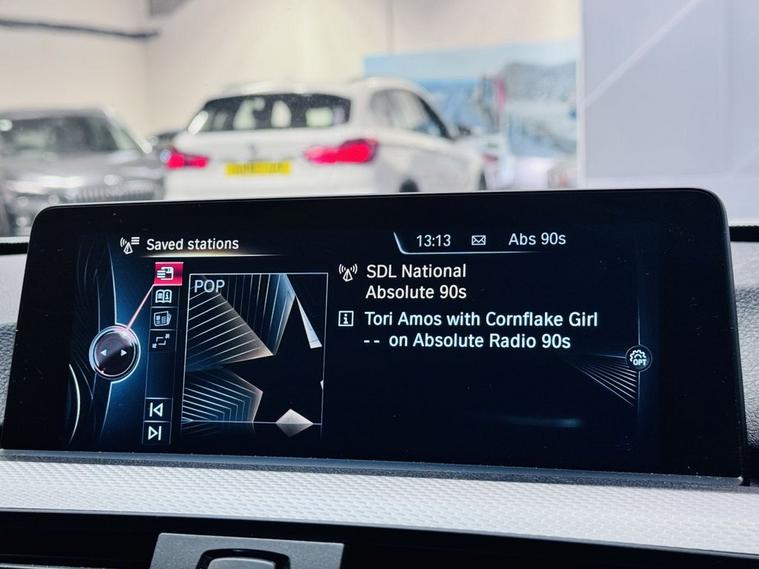 Saved stations
13:13
Abs 90s
POP
SDL National
Absolute 90s
Tori Amos with Cornflake Girl
-- on Absolute Radio 90s
OPT